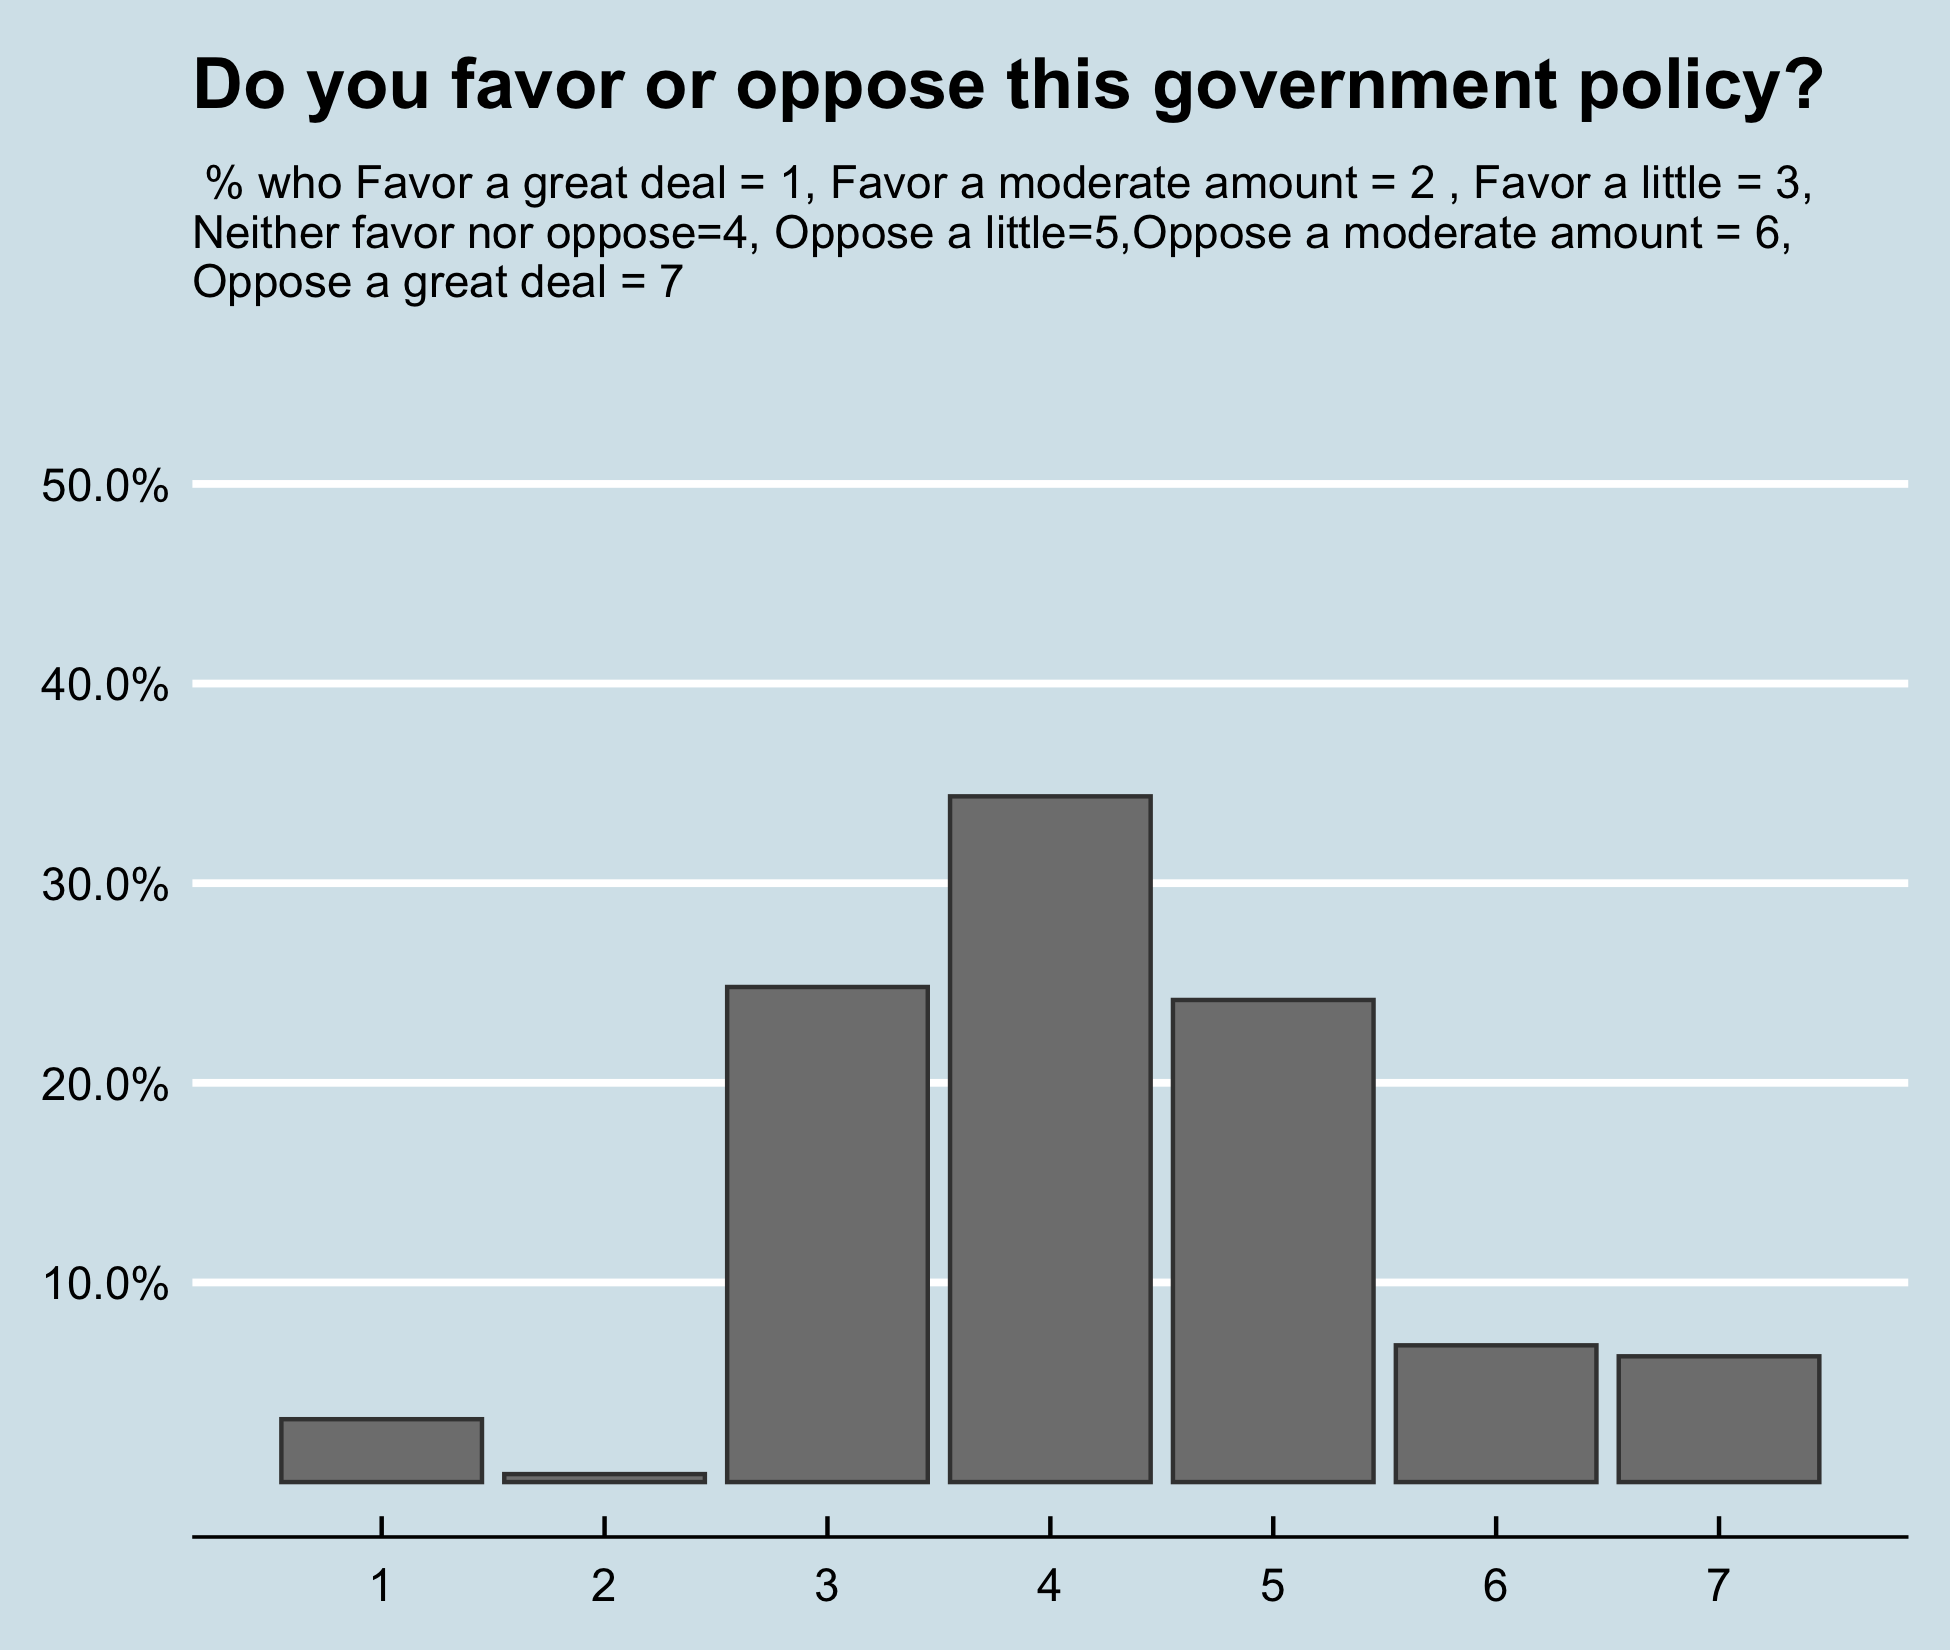 Do you favor or oppose this government policy?
% who Favor a great deal = 1, Favor a moderate amount = 2 , Favor a little = 3,
Neither favor nor oppose=4, Oppose a little=5,Oppose a moderate amount = 6,
Oppose a great deal = 7
50.0%
40.0%
30.0%
20.0%
10.0%
1 2 3 4 5 6 7